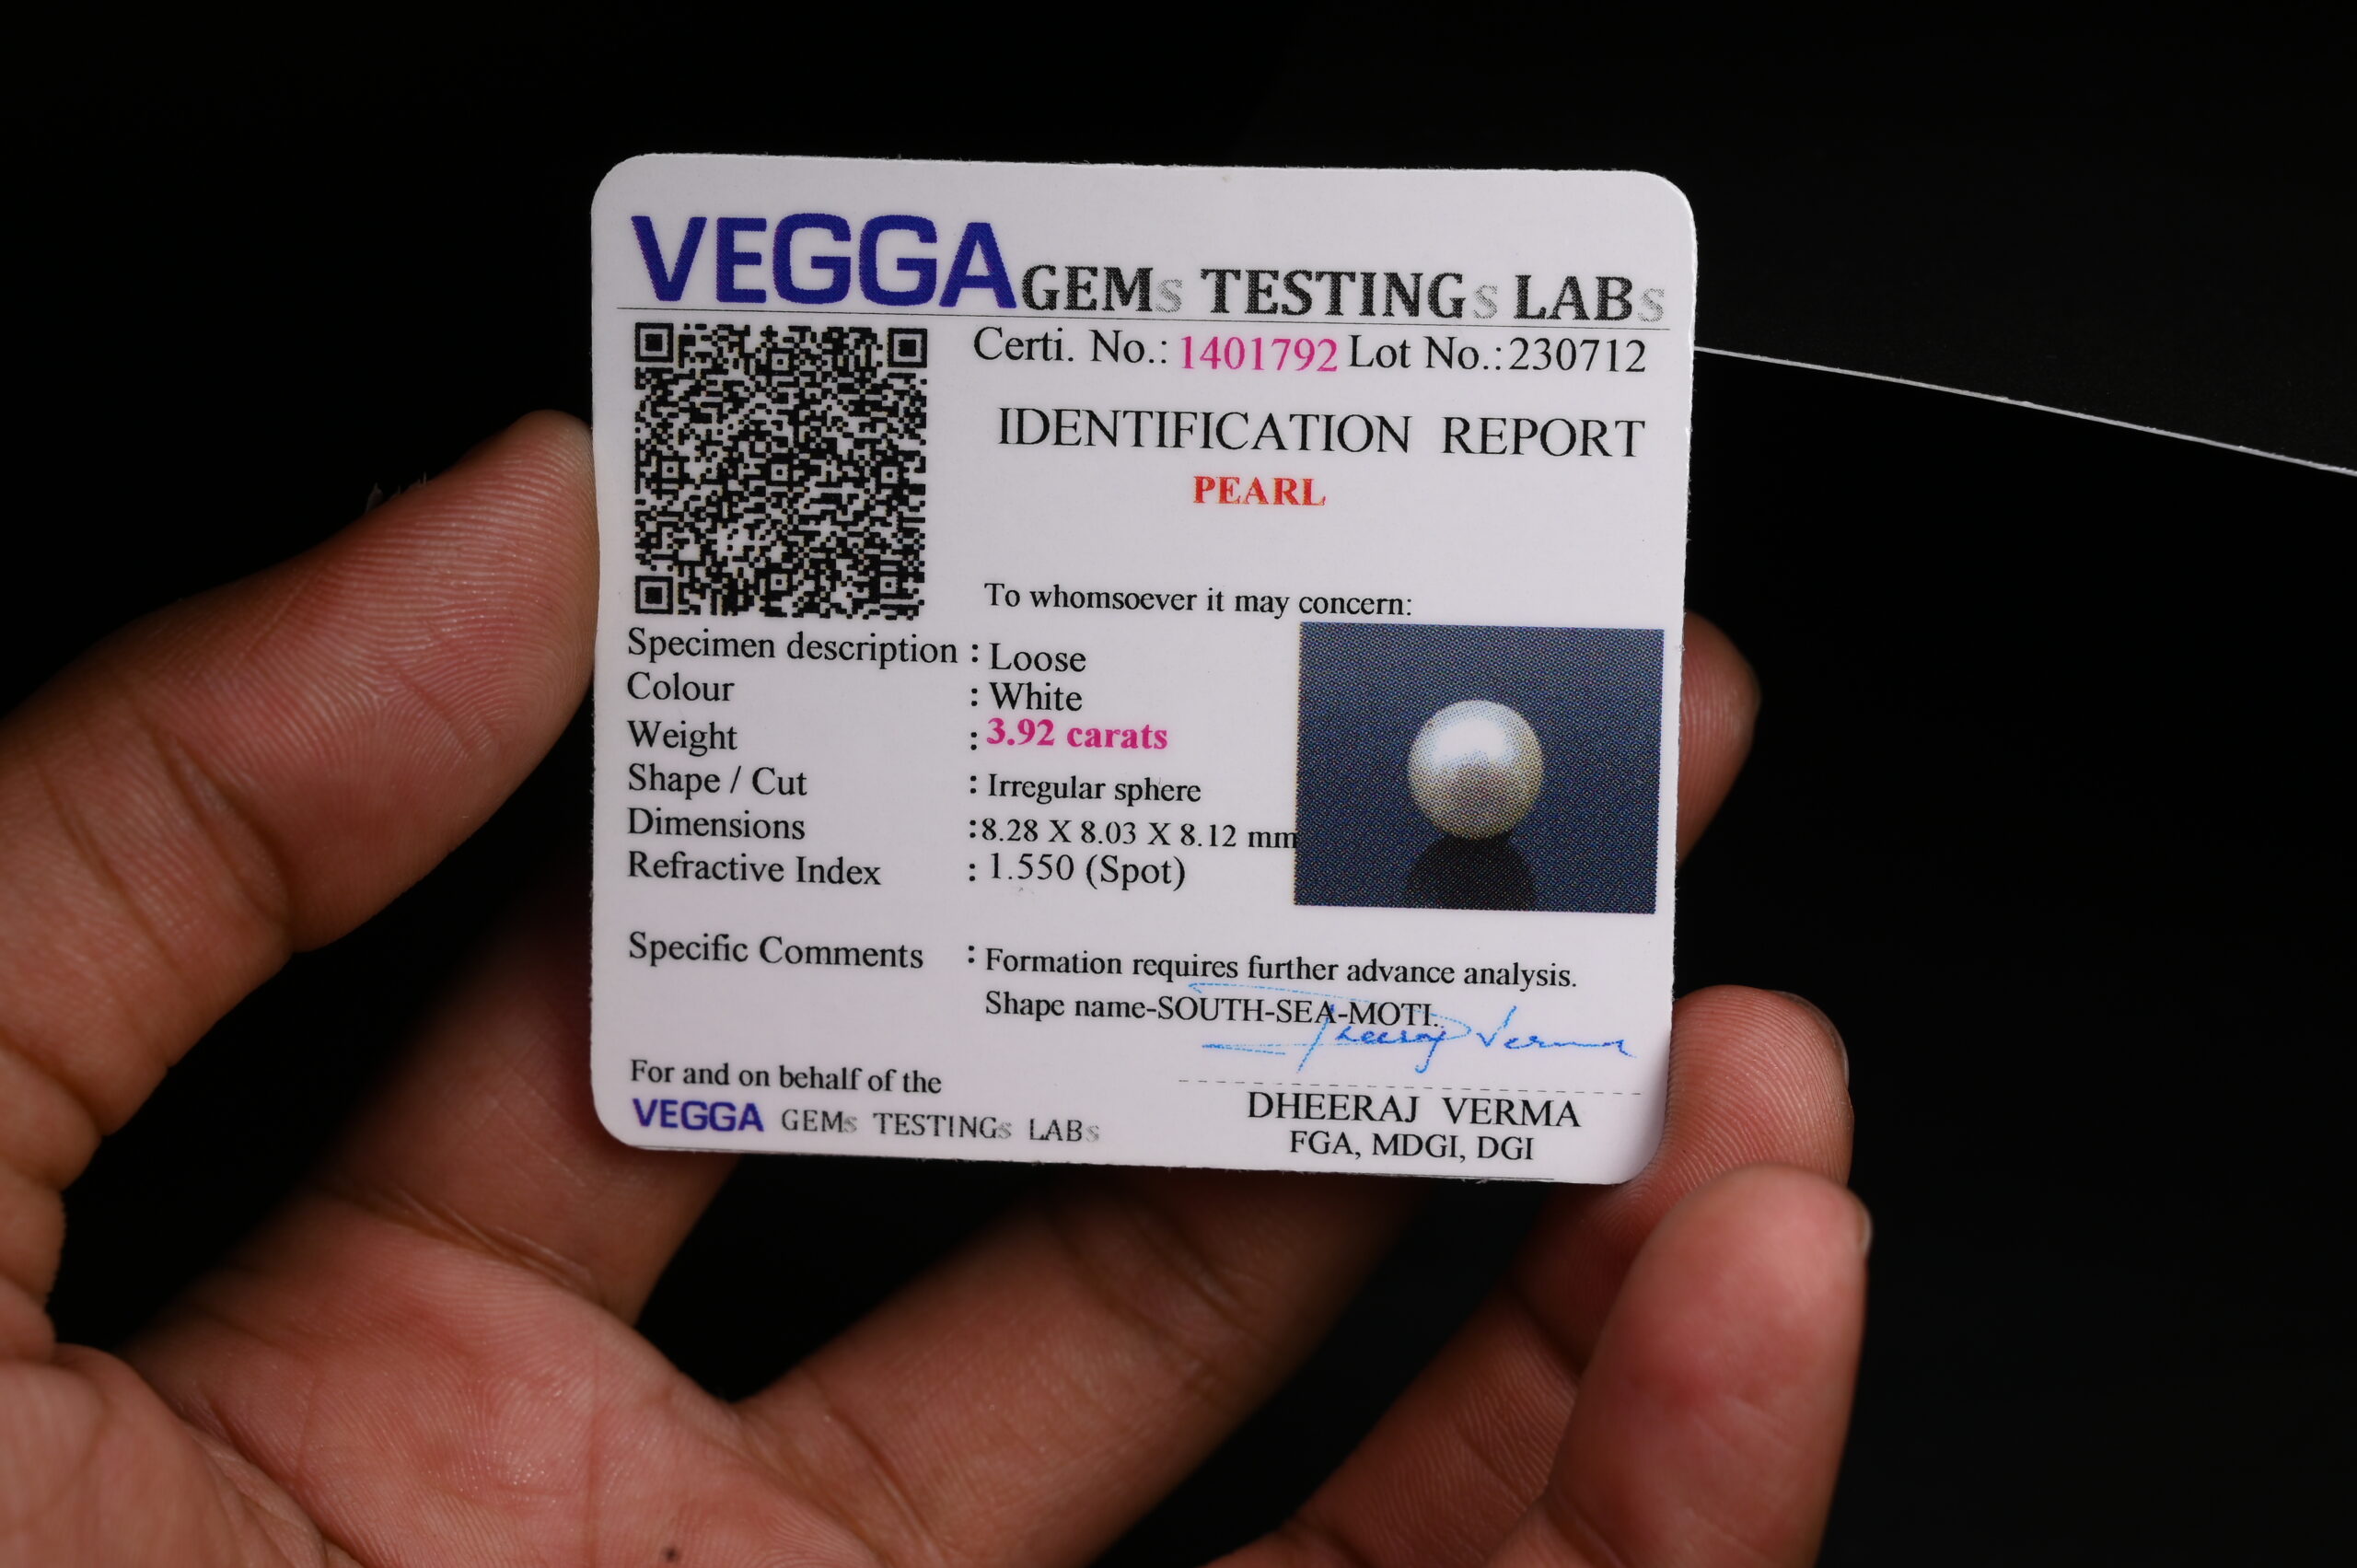 VEGGA GEMs TESTINGs LABs
Certi. No.: 1401792 Lot No.:230712
IDENTIFICATION REPORT
PEARL
To whomsoever it may concern:
Specimen description : Loose
Colour : White
Weight : 3.92 carats
Shape / Cut : Irregular sphere
Dimensions :8.28 X 8.03 X 8.12 mm
Refractive Index : 1.550 (Spot)
Specific Comments : Formation requires further advance analysis.
Shape name-SOUTH-SEA-MOTI.
Dheeraj Verma
For and on behalf of the
VEGGA GEMs TESTINGs LABs
DHEERAJ VERMA
FGA, MDGI, DGI